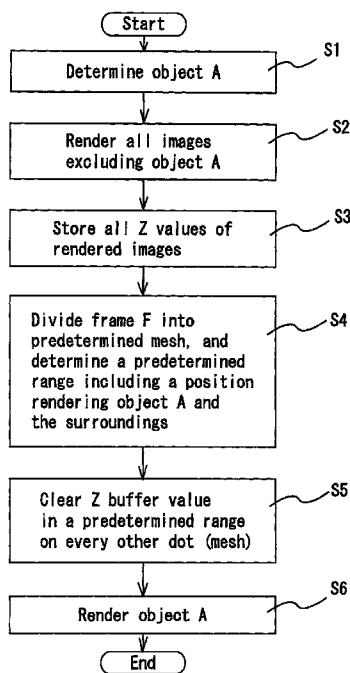 Start
S1
Determine object A
S2
Render all images
excluding object A
S3
Store all Z values of
rendered images
S4
Divide frame F into
predetermined mesh, and
determine a predetermined
range including a position
rendering object A and
the surroundings
S5
Clear Z buffer value
in a predetermined range
on every other dot (mesh)
S6
Render object A
End